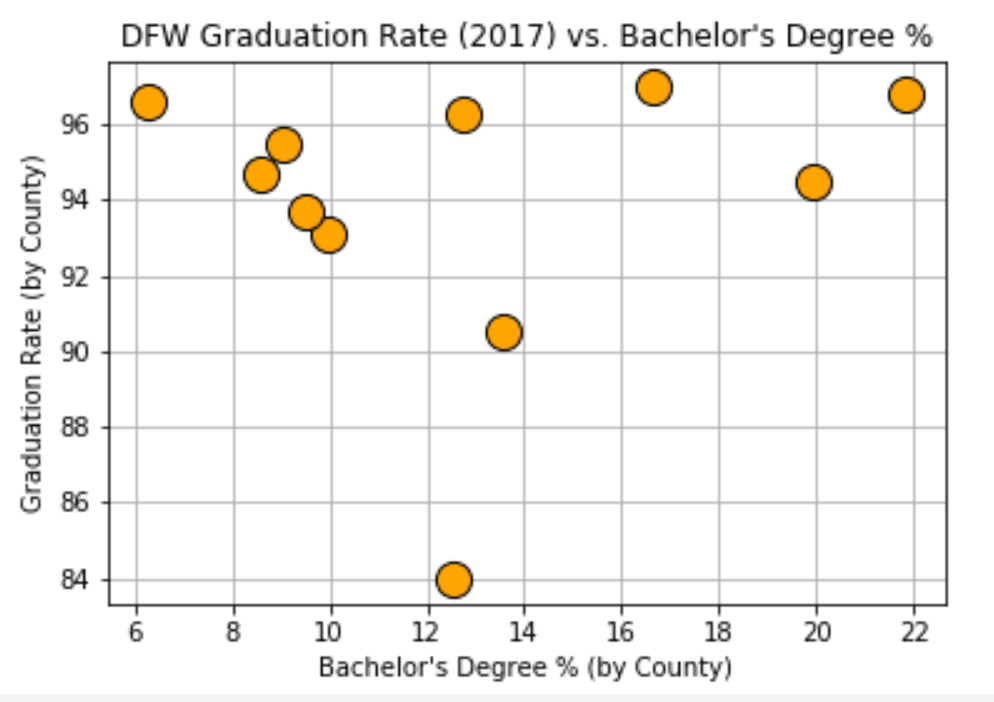 DFW Graduation Rate (2017) vs. Bachelor's Degree %
Graduation Rate (by County)
96
94
92
90
88
86
84
6 8 10 12 14 16 18 20 22
Bachelor's Degree % (by County)